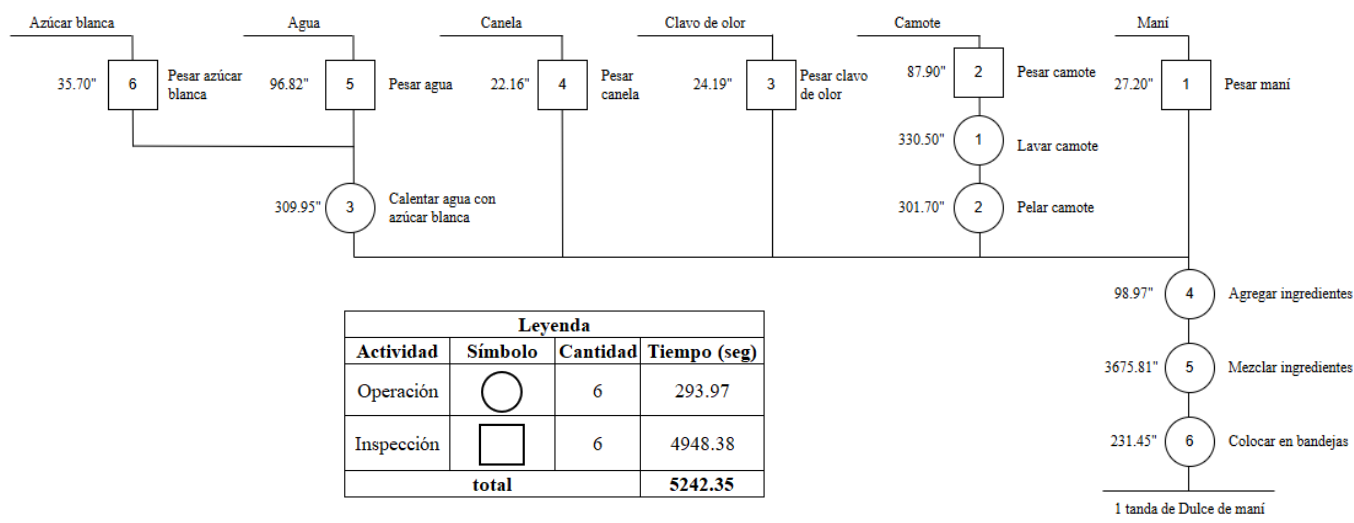 Azúcar blanca
Agua
Canela
Clavo de olor
Camote
Maní
35.70"
6
Pesar azúcar
blanca
96.82"
5
Pesar agua
22.16"
4
Pesar
canela
24.19"
3
Pesar clavo
de olor
87.90"
2
Pesar camote
27.20"
1
Pesar maní
330.50"
1
Lavar camote
309.95"
3
Calentar agua con
azúcar blanca
301.70"
2
Pelar camote
98.97"
4
Agregar ingredientes
3675.81"
5
Mezclar ingredientes
231.45"
6
Colocar en bandejas
1 tanda de Dulce de maní
Leyenda
Actividad Símbolo Cantidad Tiempo (seg)
Operación 6 293.97
Inspección 6 4948.38
total 5242.35